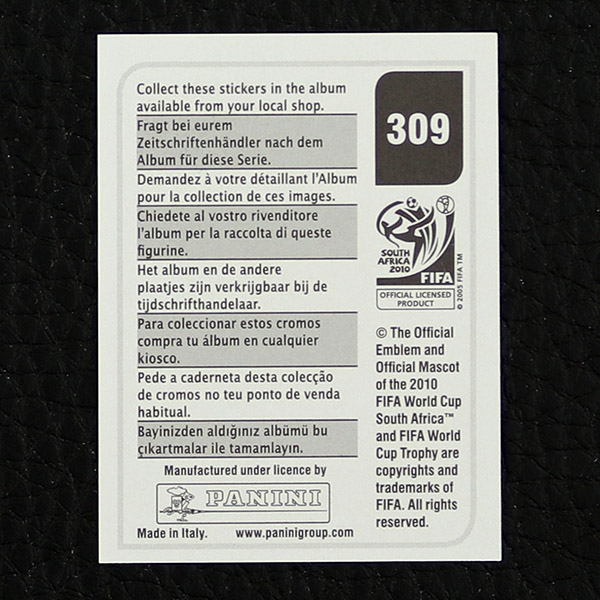 Collect these stickers in the album
available from your local shop.
Fragt bei eurem
Zeitschriftenhändler nach dem
Album für diese Serie.
Demandez à votre détaillant l'Album
pour la collection de ces images.
Chiedete al vostro rivenditore
l'album per la raccolta di queste
figurine.
Het album en de andere
plaatjes zijn verkrijgbaar bij de
tijdschrifthandelaar.
Para coleccionar estos cromos
compra tu álbum en cualquier
kiosco.
Pede a caderneta desta colecção
de cromos no teu ponto de venda
habitual.
Bayinizden aldığınız albümü bu
çıkartmalar ile tamamlayın.
Manufactured under licence by
PANINI
Made in Italy. www.paninigroup.com
309
SOUTH
AFRICA
2010
FIFA
OFFICIAL LICENSED
PRODUCT
© 2005 FIFA TM
© The Official
Emblem and
Official Mascot
of the 2010
FIFA World Cup
South Africa™
and FIFA World
Cup Trophy are
copyrights and
trademarks of
FIFA. All rights
reserved.